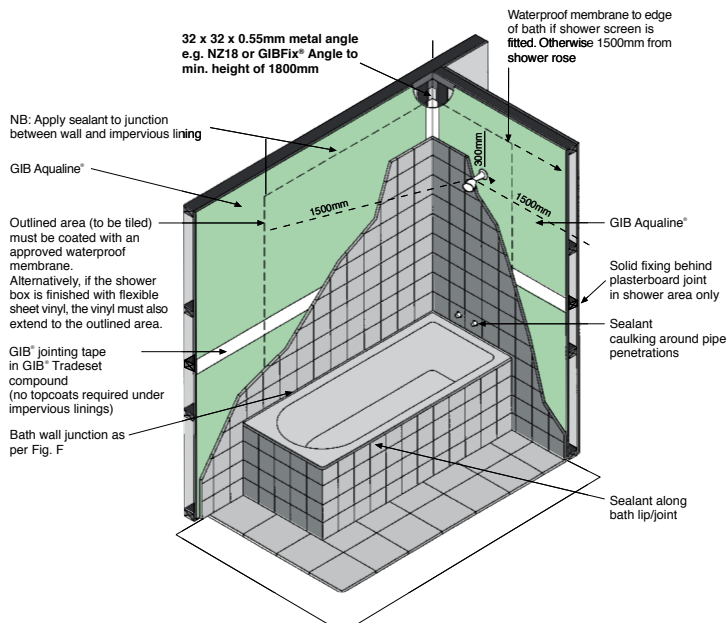 32 x 32 x 0.55mm metal angle
e.g. NZ18 or GIBFix® Angle to
min. height of 1800mm
Waterproof membrane to edge
of bath if shower screen is
fitted. Otherwise 1500mm from
shower rose
NB: Apply sealant to junction
between wall and impervious lining
GIB Aqualine®
300mm
1500mm
1500mm
Outlined area (to be tiled)
must be coated with an
approved waterproof
membrane.
Alternatively, if the shower
box is finished with flexible
sheet vinyl, the vinyl must also
extend to the outlined area.
GIB Aqualine®
Solid fixing behind
plasterboard joint
in shower area only
Sealant
caulking around pipe
penetrations
GIB® jointing tape
in GIB® Tradeset
compound
(no topcoats required under
impervious linings)
Bath wall junction as
per Fig. F
Sealant along
bath lip/joint